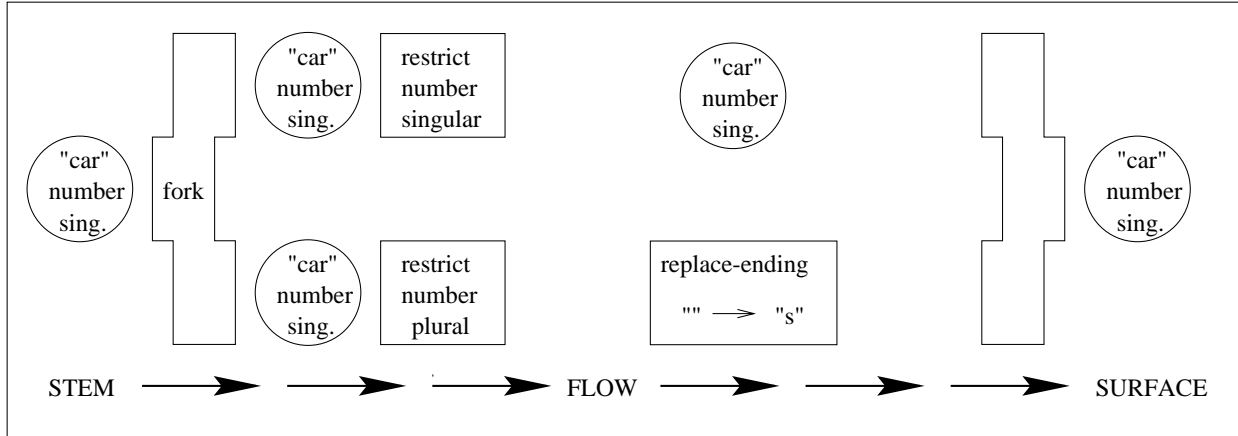 "car"
number
sing.
fork
"car"
number
sing.
restrict
number
singular
"car"
number
sing.
restrict
number
plural
"car"
number
sing.
replace-ending
"" "s"
"car"
number
sing.
STEM FLOW SURFACE